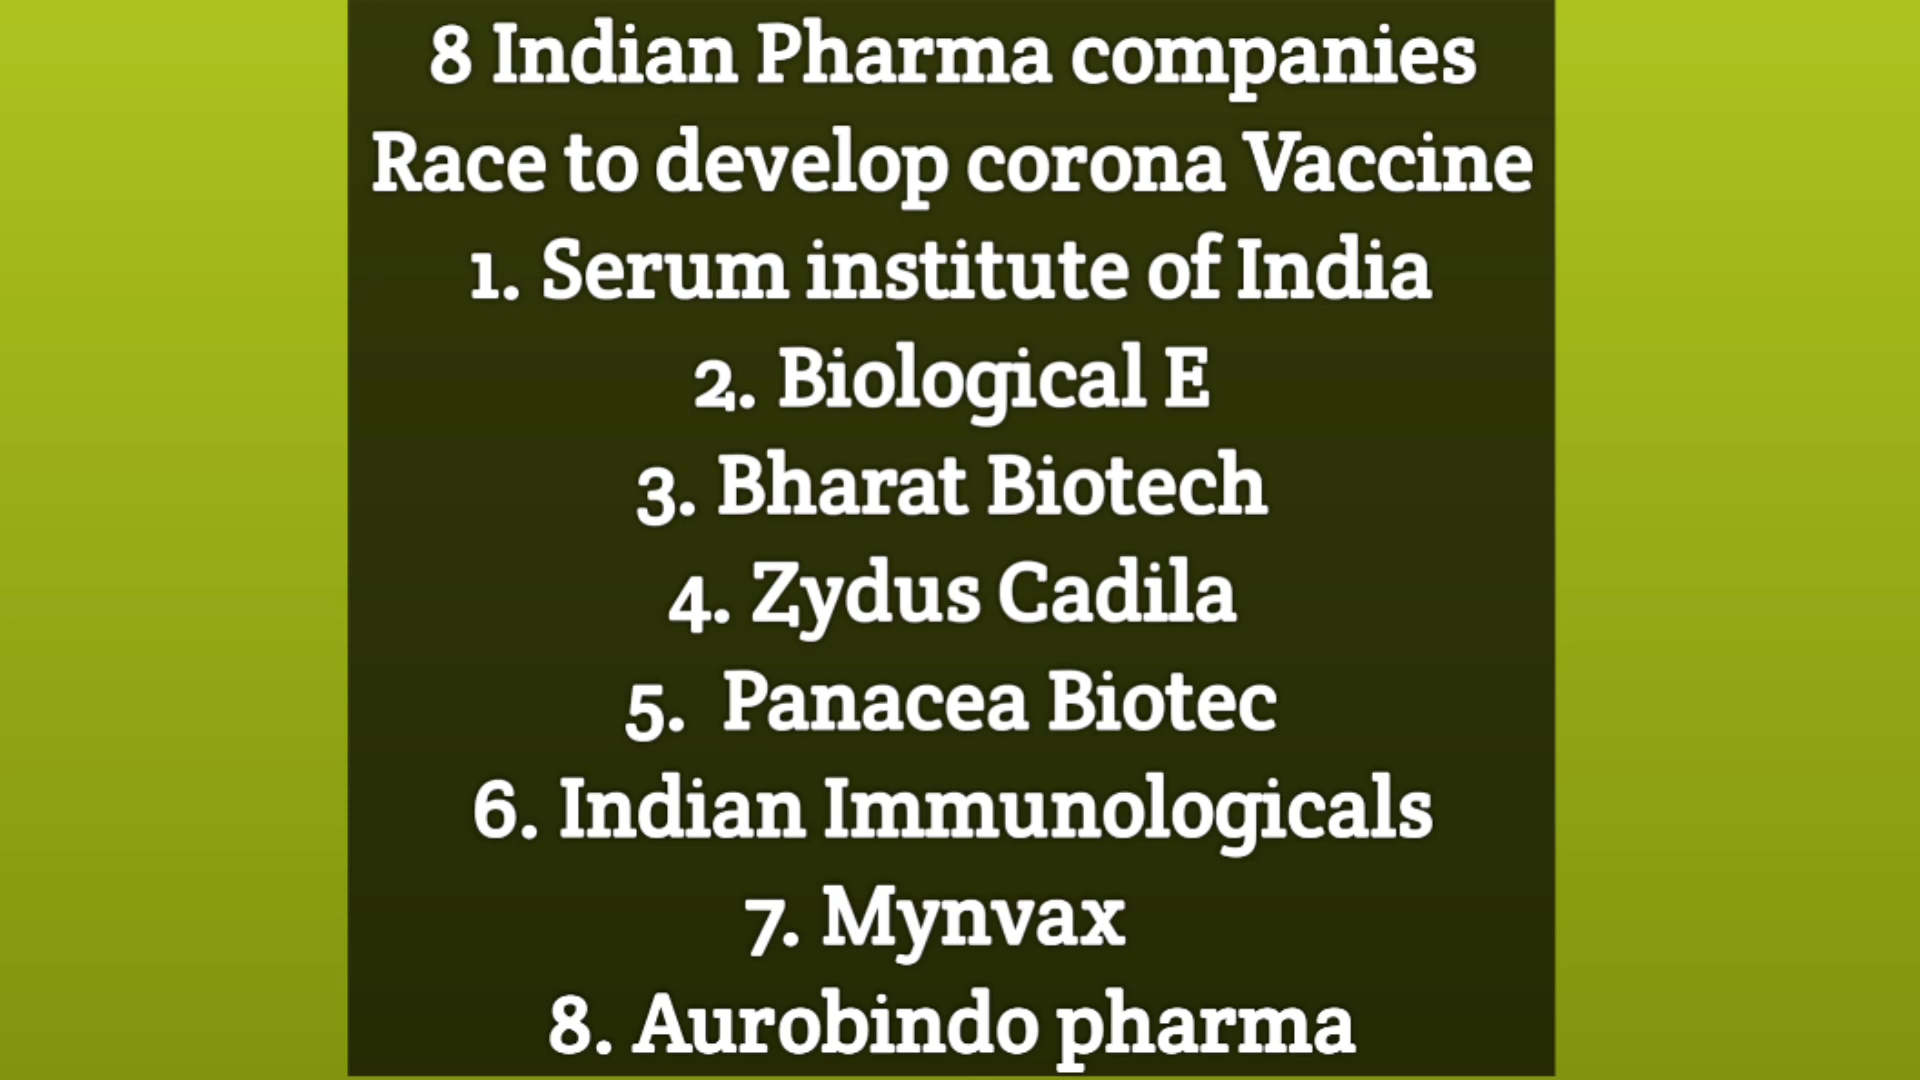 8 Indian Pharma companies
Race to develop corona Vaccine
1. Serum institute of India
2. Biological E
3. Bharat Biotech
4. Zydus Cadila
5.  Panacea Biotec
6. Indian Immunologicals
7. Mynvax
8. Aurobindo pharma